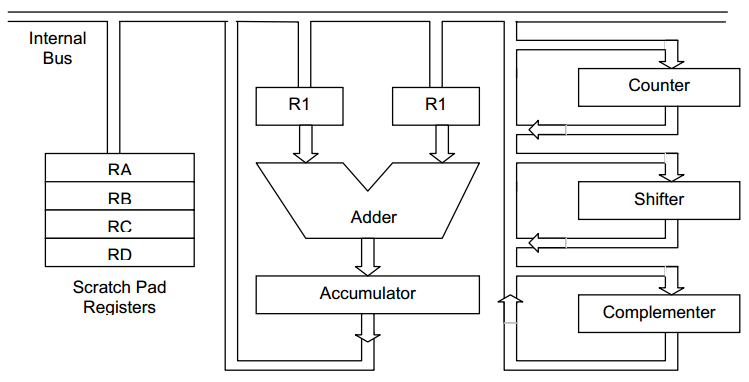 Internal
Bus
Counter
R1
R1
RA
RB
RC
RD
Shifter
Adder
Scratch Pad
Registers
Accumulator
Complementer